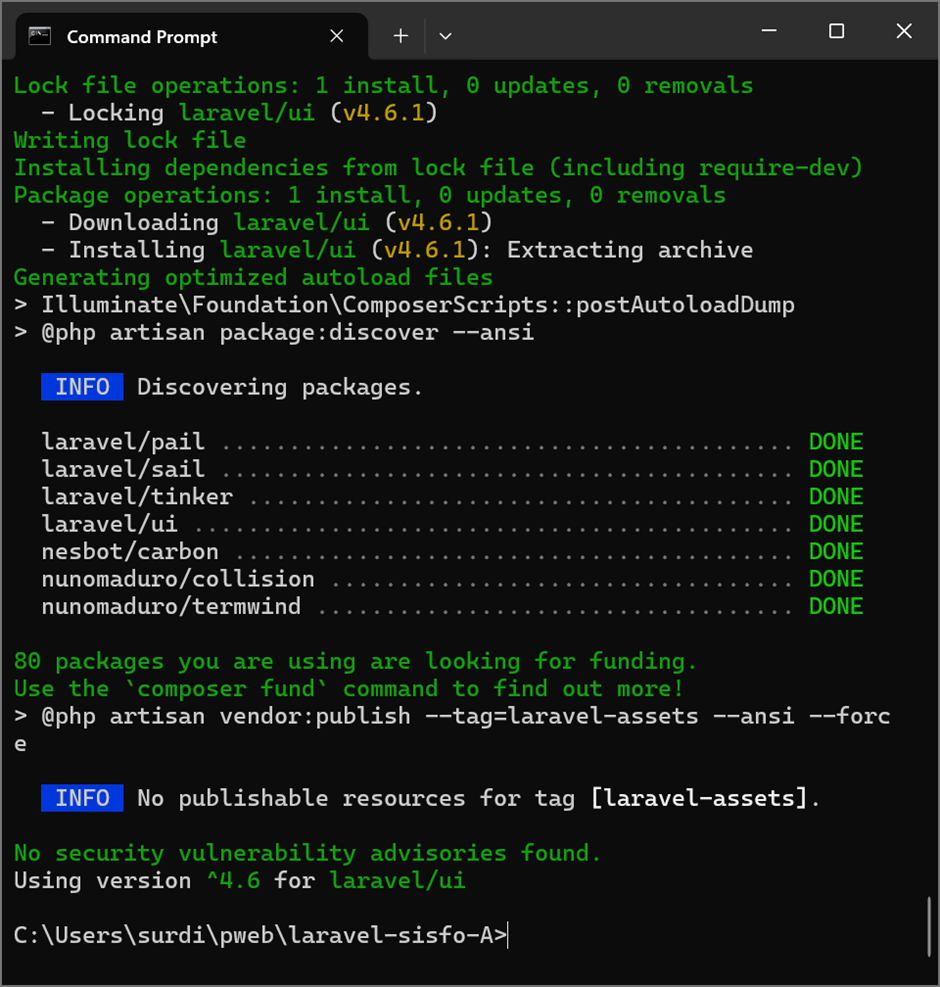 Command Prompt
Lock file operations: 1 install, 0 updates, 0 removals
  - Locking laravel/ui (v4.6.1)
Writing lock file
Installing dependencies from lock file (including require-dev)
Package operations: 1 install, 0 updates, 0 removals
  - Downloading laravel/ui (v4.6.1)
  - Installing laravel/ui (v4.6.1): Extracting archive
Generating optimized autoload files
> Illuminate\Foundation\ComposerScripts::postAutoloadDump
> @php artisan package:discover --ansi
INFO  Discovering packages.
laravel/pail .......................................... DONE
laravel/sail .......................................... DONE
laravel/tinker ........................................ DONE
laravel/ui ............................................ DONE
nesbot/carbon ......................................... DONE
nunomaduro/collision .................................. DONE
nunomaduro/termwind ................................... DONE
80 packages you are using are looking for funding.
Use the `composer fund` command to find out more!
> @php artisan vendor:publish --tag=laravel-assets --ansi --forc
e
INFO  No publishable resources for tag [laravel-assets].
No security vulnerability advisories found.
Using version ^4.6 for laravel/ui
C:\Users\surdi\pweb\laravel-sisfo-A>